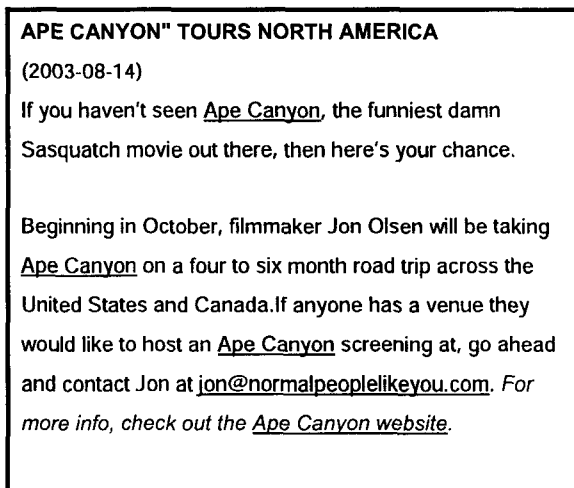 APE CANYON" TOURS NORTH AMERICA
(2003-08-14)
If you haven't seen Ape Canyon, the funniest damn
Sasquatch movie out there, then here's your chance.
Beginning in October, filmmaker Jon Olsen will be taking
Ape Canyon on a four to six month road trip across the
United States and Canada.If anyone has a venue they
would like to host an Ape Canyon screening at, go ahead
and contact Jon at jon@normalpeoplelikeyou.com. For
more info, check out the Ape Canyon website.